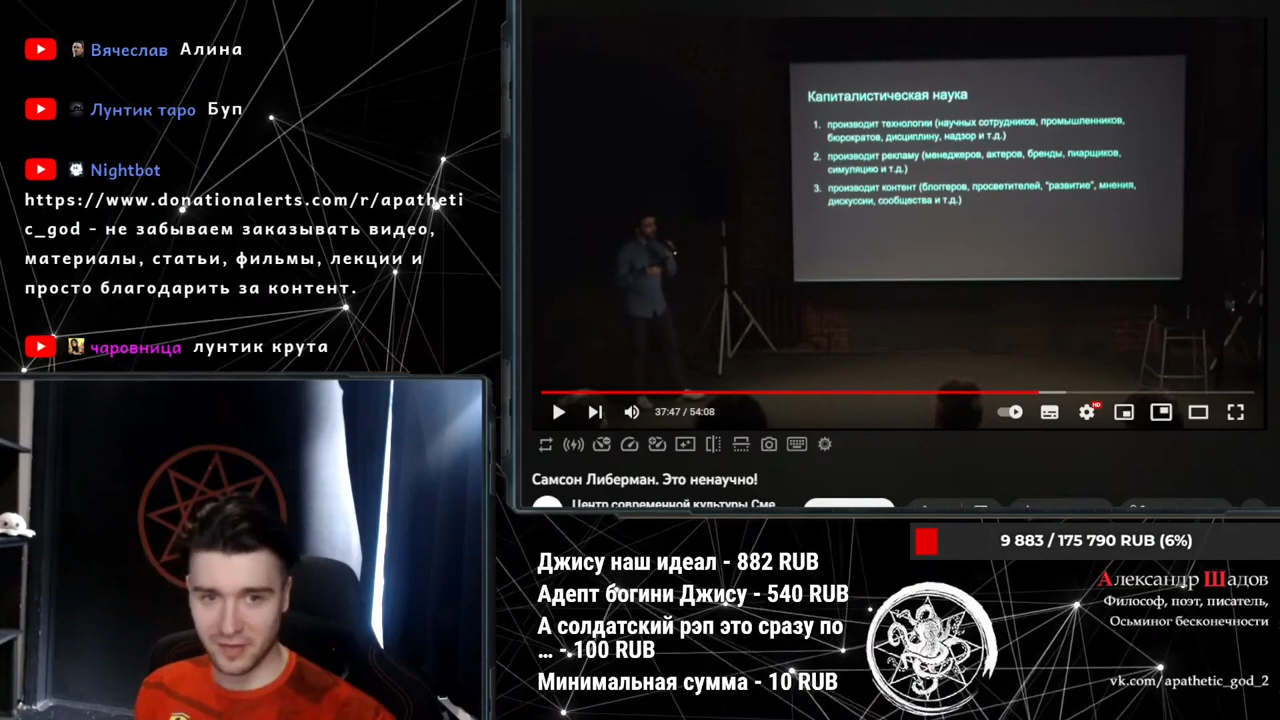 Вячеслав Алина
Лунтик таро Буп
Nightbot
https://www.donationalerts.com/r/apatheti
c_god - не забываем заказывать видео,
материалы, статьи, фильмы, лекции и
просто благодарить за контент.
чаровница лунтик крута
Капиталистическая наука
1. производит технологии (научных сотрудников, промышленников,
бюрократов, дисциплину, надзор и т.д.)
2. производит рекламу (менеджеров, актеров, бренды, пиарщиков,
симуляцию и т.д.)
3. производит контент (блоггеров, просветителей, "развитие", мнения,
дискуссии, сообщества и т.д.)
37:47 / 54:08
HD
Самсон Либерман. Это ненаучно!
Центр современной культуры Сме
9 883 / 175 790 RUB (6%)
Джису наш идеал - 882 RUB
Адепт богини Джису - 540 RUB
А солдатский рэп это сразу по
... - 100 RUB
Минимальная сумма - 10 RUB
Александр Шадов
Философ, поэт, писатель,
Осьминог бесконечности
vk.com/apathetic_god_2